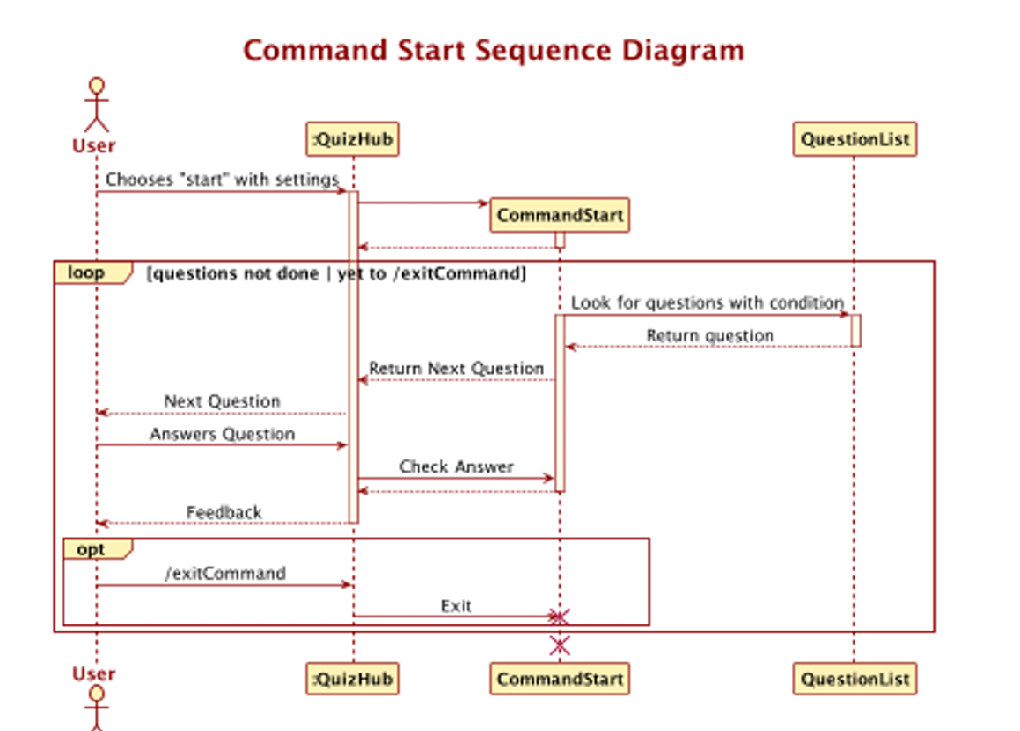 Command Start Sequence Diagram
User
:QuizHub
QuestionList
Chooses "start" with settings
CommandStart
loop
[questions not done | yet to /exitCommand]
Look for questions with condition
Return question
Return Next Question
Next Question
Answers Question
Check Answer
Feedback
opt
/exitCommand
Exit
User
:QuizHub
CommandStart
QuestionList